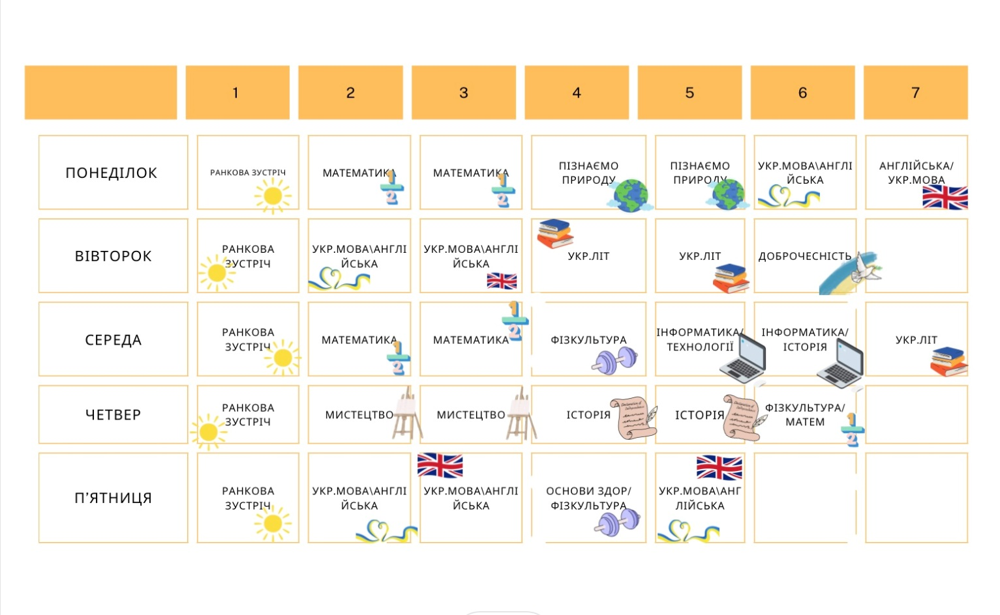 1 2 3 4 5 6 7
ПОНЕДІЛОК
РАНКОВА ЗУСТРІЧ
МАТЕМАТИКА
МАТЕМАТИКА
ПІЗНАЄМО
ПРИРОДУ
ПІЗНАЄМО
ПРИРОДУ
УКР.МОВА\АНГЛІ
ЙСЬКА
АНГЛІЙСЬКА/
УКР.МОВА
ВІВТОРОК
РАНКОВА
ЗУСТРІЧ
УКР.МОВА\АНГЛІ
ЙСЬКА
УКР.МОВА\АНГЛІ
ЙСЬКА
УКР.ЛІТ
УКР.ЛІТ
ДОБРОЧЕСНІСТЬ
СЕРЕДА
РАНКОВА
ЗУСТРІЧ
МАТЕМАТИКА
МАТЕМАТИКА
ФІЗКУЛЬТУРА
ІНФОРМАТИКА/
ТЕХНОЛОГІЇ
ІНФОРМАТИКА/
ІСТОРІЯ
УКР.ЛІТ
ЧЕТВЕР
РАНКОВА
ЗУСТРІЧ
МИСТЕЦТВО
МИСТЕЦТВО
ІСТОРІЯ
ІСТОРІЯ
ФІЗКУЛЬТУРА/
МАТЕМ
П'ЯТНИЦЯ
РАНКОВА
ЗУСТРІЧ
УКР.МОВА\АНГЛІ
ЙСЬКА
УКР.МОВА\АНГЛІ
ЙСЬКА
ОСНОВИ ЗДОР/
ФІЗКУЛЬТУРА
УКР.МОВА\АНГ
ЛІЙСЬКА